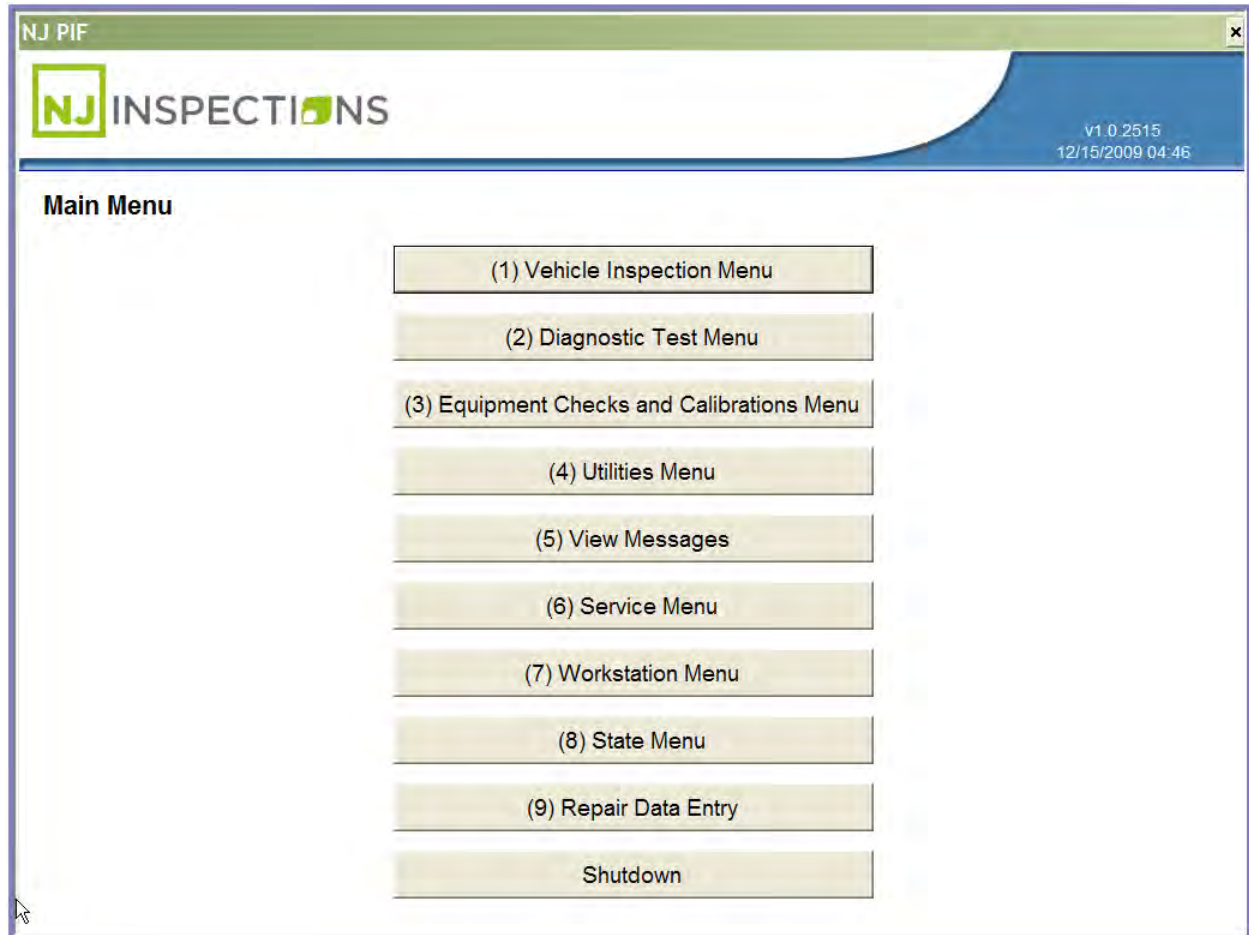 NJ PIF
NJ INSPECTIONS
v1.0.2515
12/15/2009 04:46
Main Menu
(1) Vehicle Inspection Menu
(2) Diagnostic Test Menu
(3) Equipment Checks and Calibrations Menu
(4) Utilities Menu
(5) View Messages
(6) Service Menu
(7) Workstation Menu
(8) State Menu
(9) Repair Data Entry
Shutdown